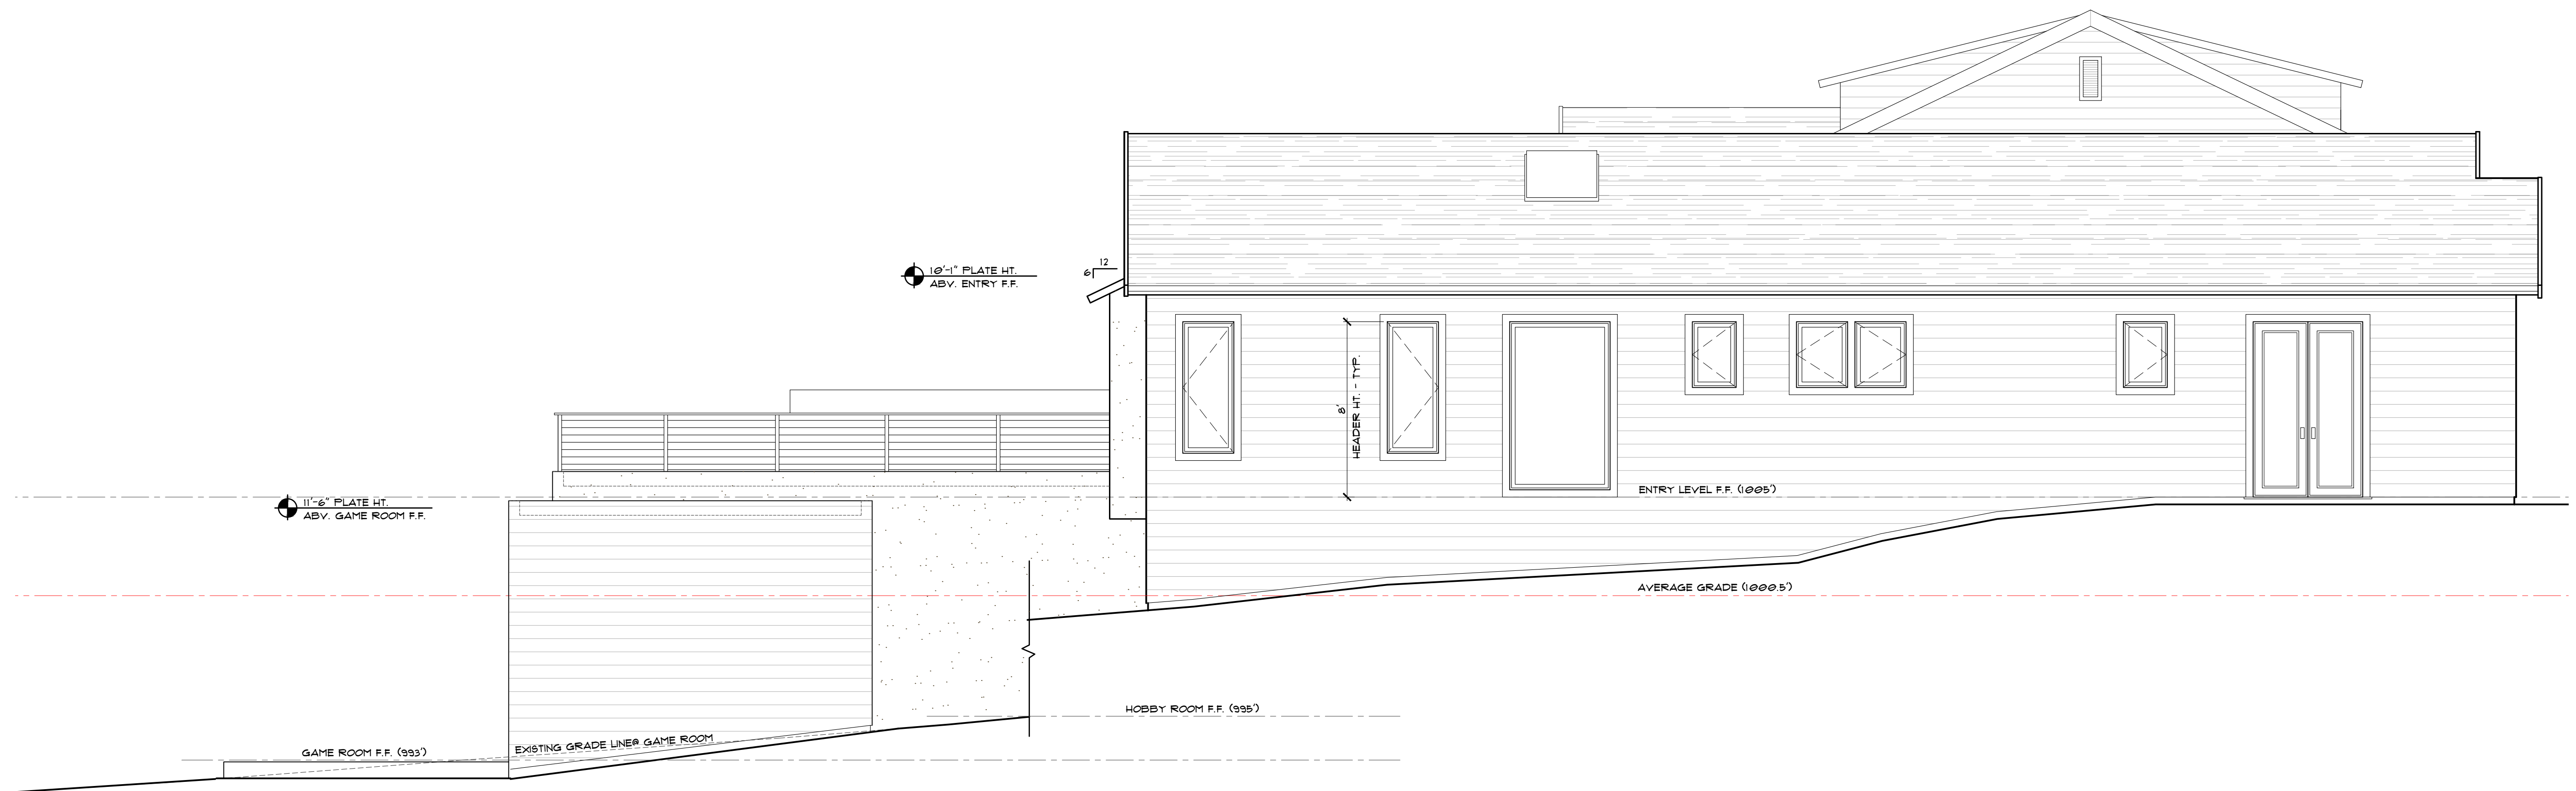 12
6
10'-1" PLATE HT.
ABV. ENTRY F.F.
8'
HEADER HT. - TYP.
ENTRY LEVEL F.F. (1005')
11'-6" PLATE HT.
ABV. GAME ROOM F.F.
AVERAGE GRADE (1000.5')
HOBBY ROOM F.F. (995')
EXISTING GRADE LINE@ GAME ROOM
GAME ROOM F.F. (993')